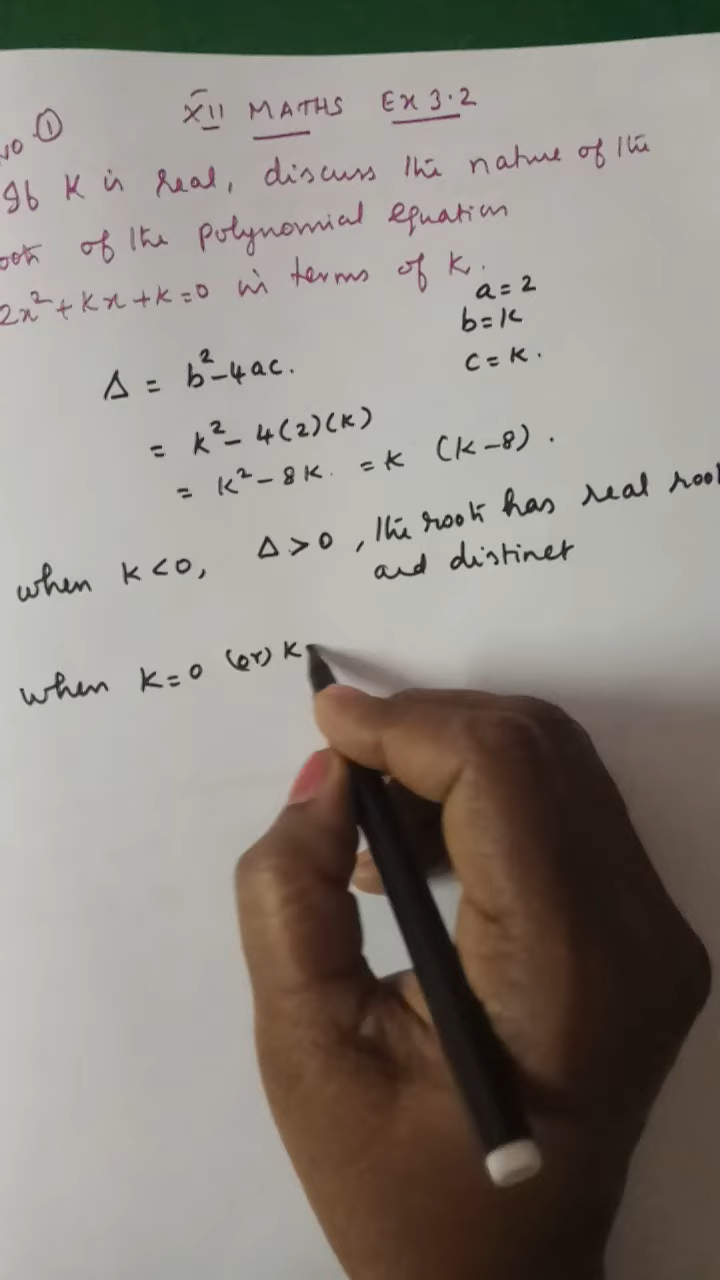 NO ①
XII MATHS Ex 3.2
If K is real, discuss the nature of the
of the polynomial equation
2x² + kx + k = 0 in terms of k.
a = 2
b = k
c = k.
Δ = b² - 4ac.
= k² - 4(2)(k)
= k² - 8k. = k (k-8).
when k < 0, Δ > 0, the roots has real
and distinct
when k = 0 (or) k